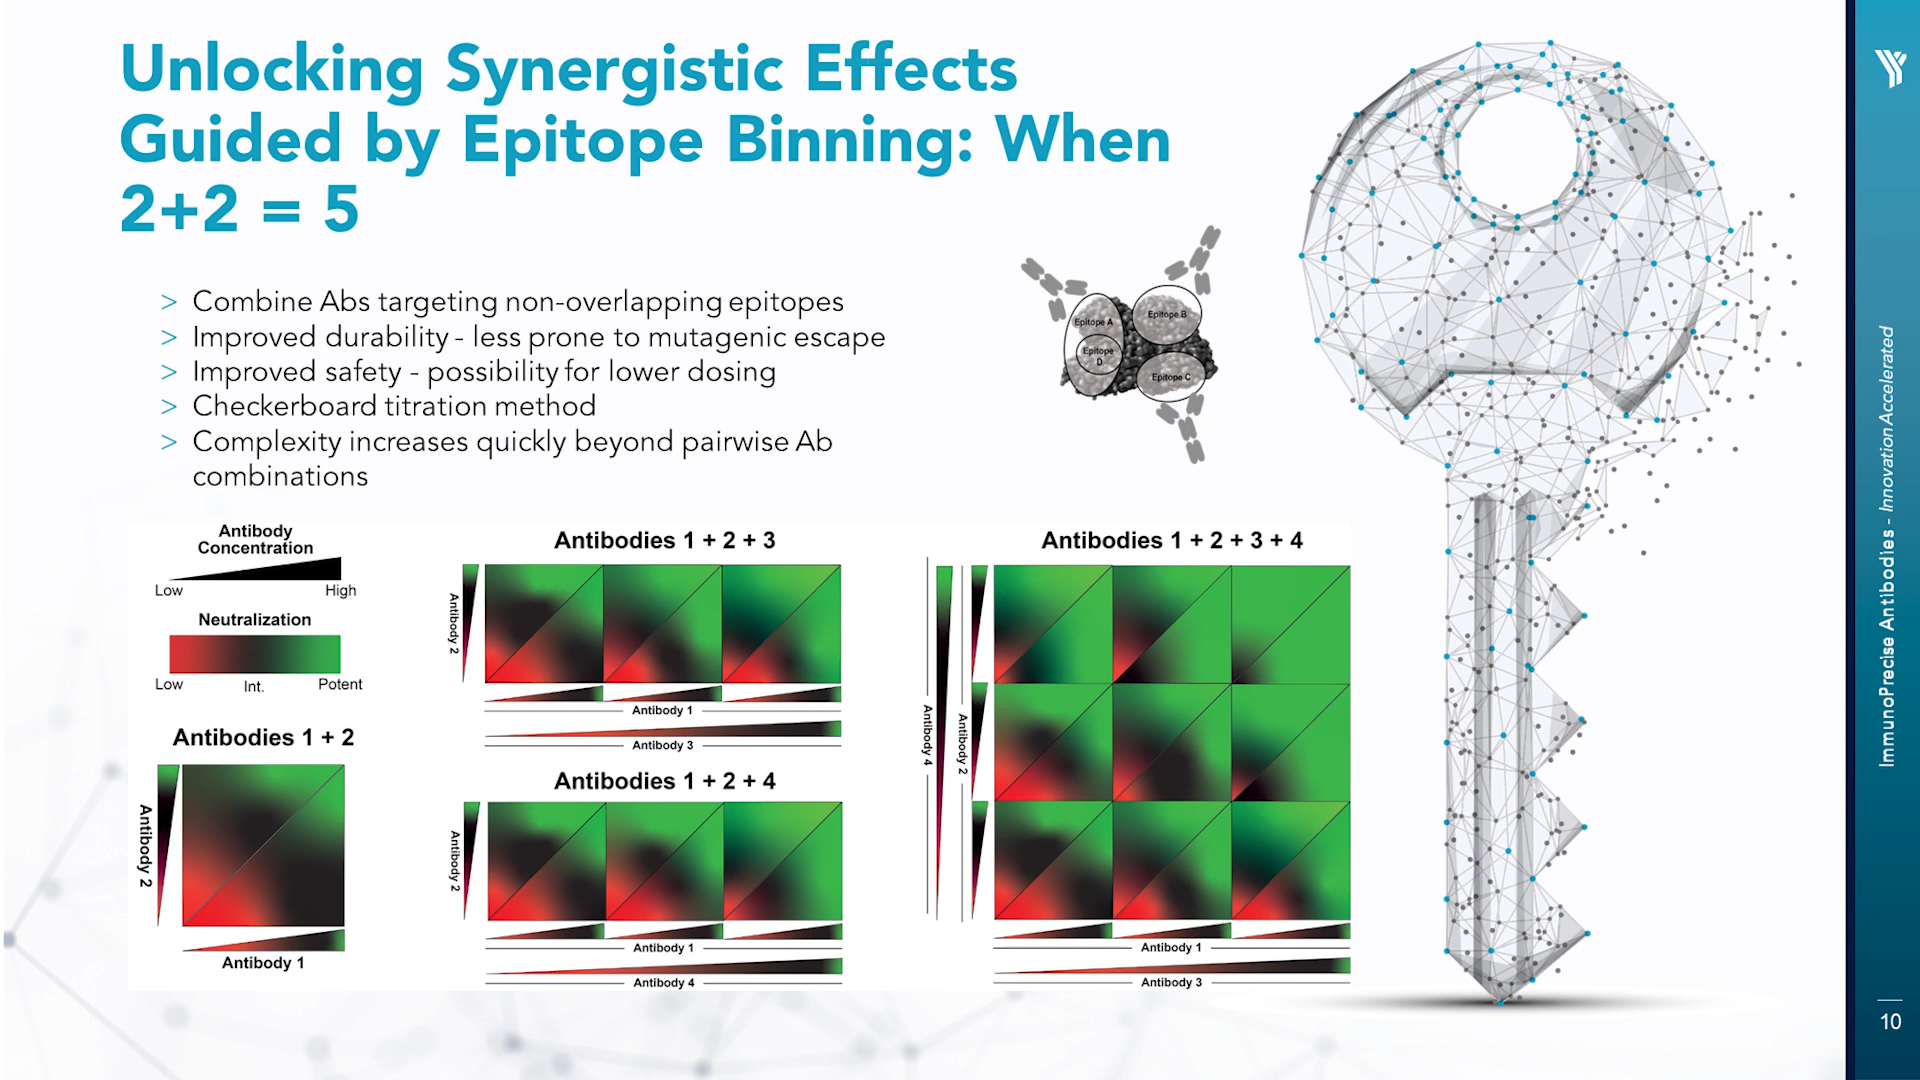 Unlocking Synergistic Effects
Guided by Epitope Binning: When
2+2 = 5
> Combine Abs targeting non-overlapping epitopes
> Improved durability - less prone to mutagenic escape
> Improved safety - possibility for lower dosing
> Checkerboard titration method
> Complexity increases quickly beyond pairwise Ab
combinations
Epitope A
Epitope B
Epitope
D
Epitope C
Antibody
Concentration
Low High
Neutralization
Low Int. Potent
Antibodies 1 + 2
Antibody 2
Antibody 1
Antibodies 1 + 2 + 3
Antibody 2
Antibody 1
Antibody 3
Antibodies 1 + 2 + 4
Antibody 2
Antibody 1
Antibody 4
Antibodies 1 + 2 + 3 + 4
Antibody 4
Antibody 2
Antibody 1
Antibody 3
ImmunoPrecise Antibodies - Innovation Accelerated
10